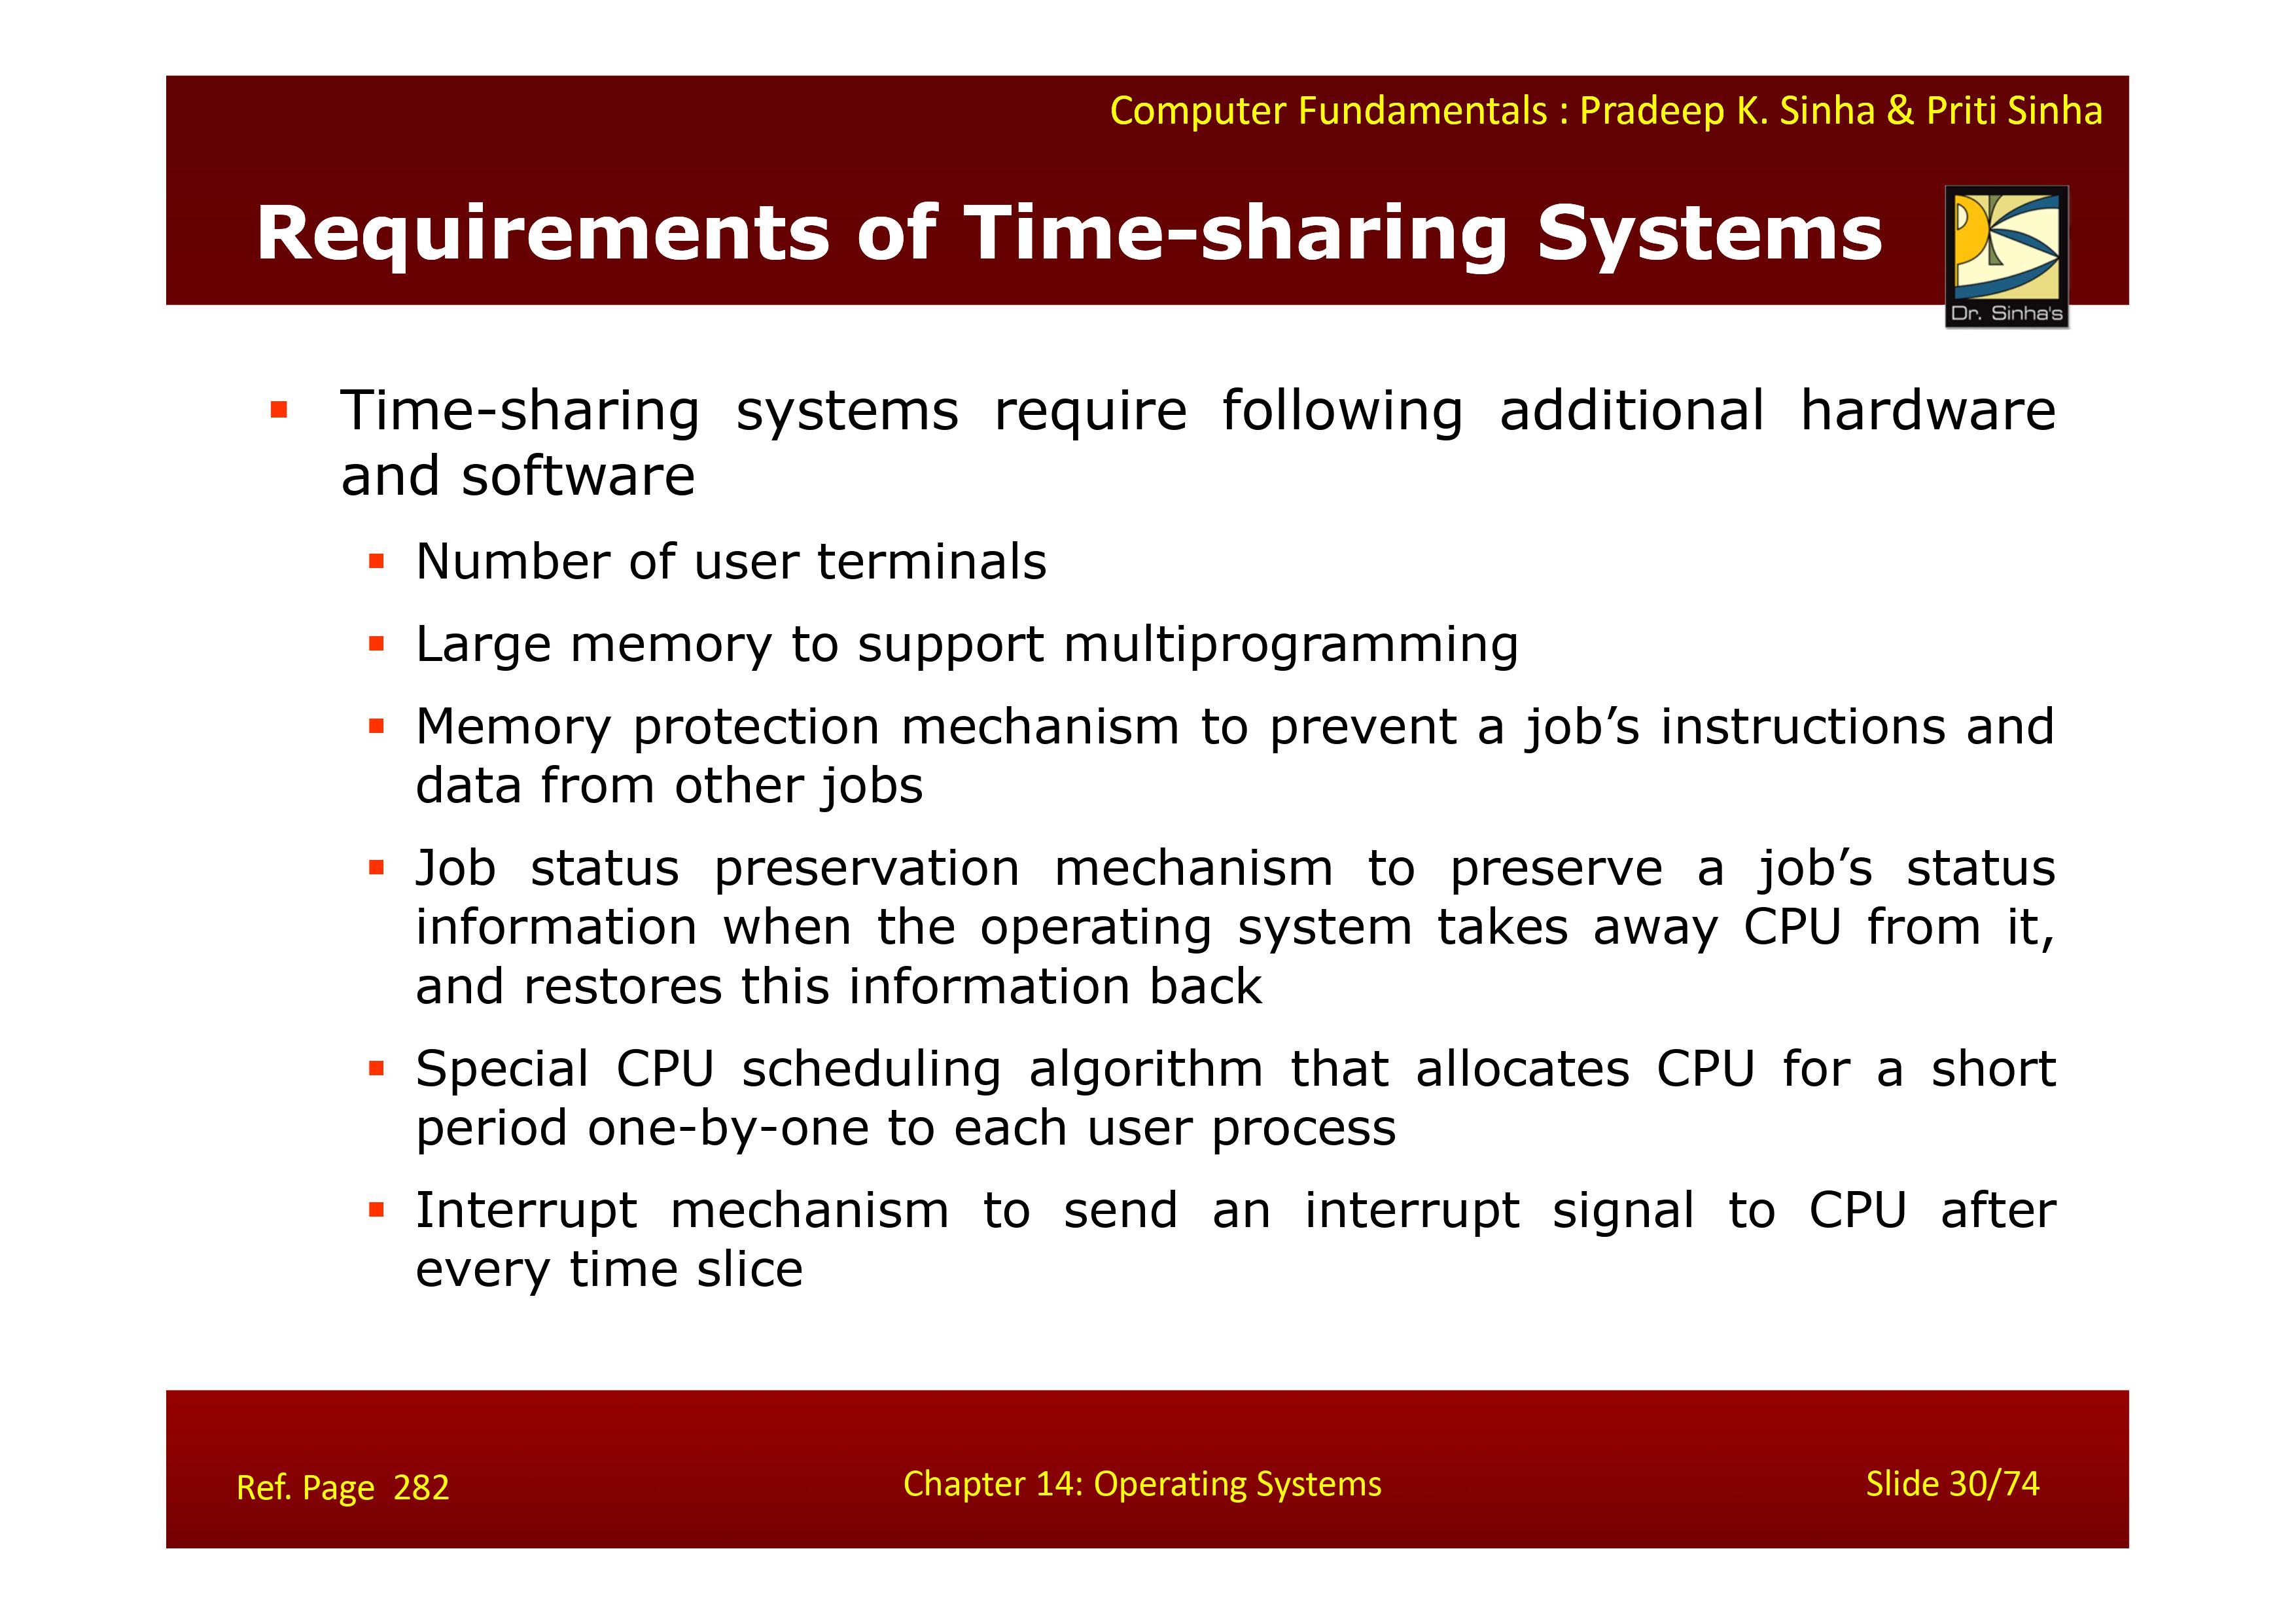 Computer Fundamentals : Pradeep K. Sinha & Priti Sinha
Requirements of Time-sharing Systems
Dr. Sinha's
▪ Time-sharing systems require following additional hardware
and software
▪ Number of user terminals
▪ Large memory to support multiprogramming
▪ Memory protection mechanism to prevent a job’s instructions and
data from other jobs
▪ Job status preservation mechanism to preserve a job’s status
information when the operating system takes away CPU from it,
and restores this information back
▪ Special CPU scheduling algorithm that allocates CPU for a short
period one-by-one to each user process
▪ Interrupt mechanism to send an interrupt signal to CPU after
every time slice
Ref. Page 282
Chapter 14: Operating Systems
Slide 30/74